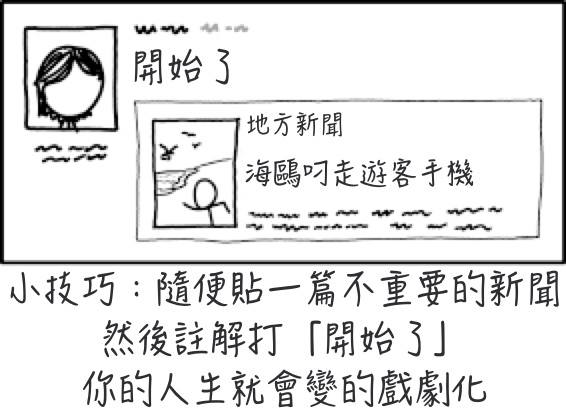 開始了
地方新聞
海鷗叼走遊客手機
小技巧：隨便貼一篇不重要的新聞
然後註解打「開始了」
你的人生就會變的戲劇化